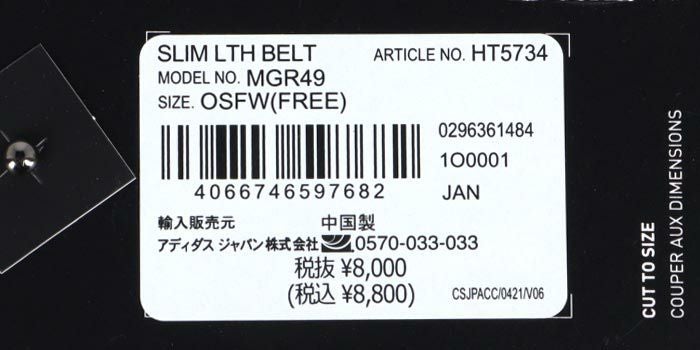 SLIM LTH BELT ARTICLE NO. HT5734
MODEL NO. MGR49
SIZE. OSFW(FREE)
0296361484
1O0001
4066746597682 JAN
輸入販売元 中国製
アディダス ジャパン株式会社 0570-033-033
税抜 ¥8,000
(税込 ¥8,800) CSJPACC/0421/V06
CUT TO SIZE
COUPER AUX DIMENSIONS